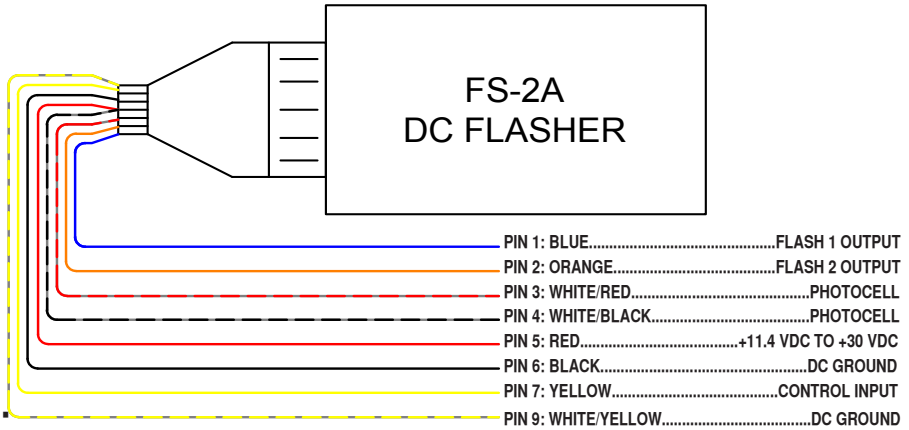 FS-2A
DC FLASHER
PIN 1: BLUE..............................................FLASH 1 OUTPUT
PIN 2: ORANGE........................................FLASH 2 OUTPUT
PIN 3: WHITE/RED...........................................PHOTOCELL
PIN 4: WHITE/BLACK.......................................PHOTOCELL
PIN 5: RED..................................+11.4 VDC TO +30 VDC
PIN 6: BLACK...................................................DC GROUND
PIN 7: YELLOW.........................................CONTROL INPUT
PIN 9: WHITE/YELLOW.....................................DC GROUND